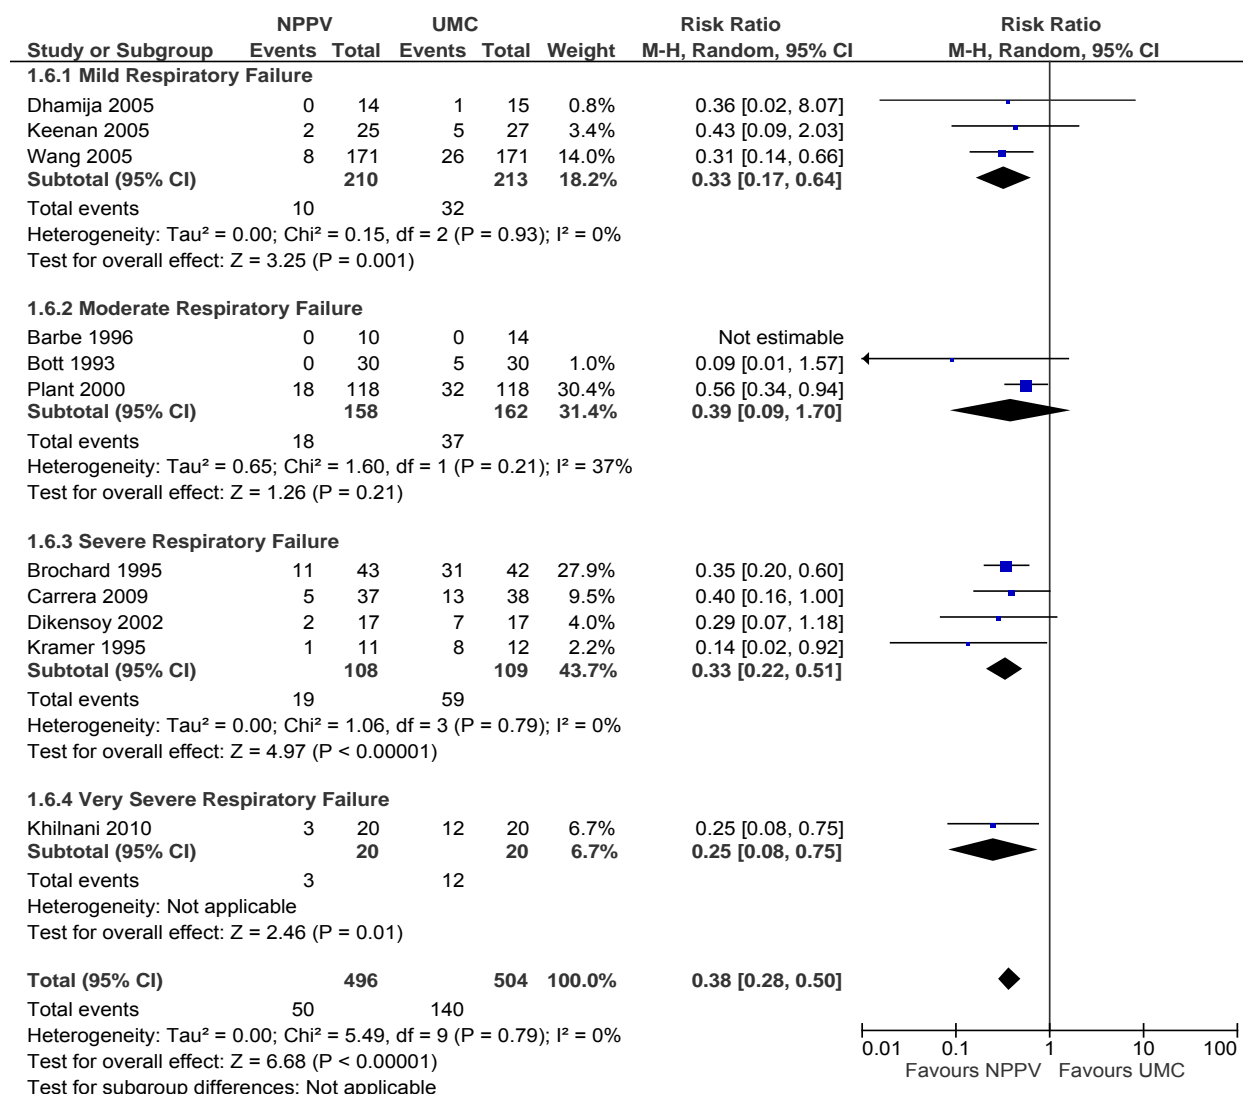 NPPV UMC Risk Ratio Risk Ratio
Study or Subgroup Events Total Events Total Weight M-H, Random, 95% CI M-H, Random, 95% CI
1.6.1 Mild Respiratory Failure
Dhamija 2005 0 14 1 15 0.8% 0.36 [0.02, 8.07]
Keenan 2005 2 25 5 27 3.4% 0.43 [0.09, 2.03]
Wang 2005 8 171 26 171 14.0% 0.31 [0.14, 0.66]
Subtotal (95% CI) 210 213 18.2% 0.33 [0.17, 0.64]
Total events 10 32
Heterogeneity: Tau² = 0.00; Chi² = 0.15, df = 2 (P = 0.93); I² = 0%
Test for overall effect: Z = 3.25 (P = 0.001)
1.6.2 Moderate Respiratory Failure
Barbe 1996 0 10 0 14 Not estimable
Bott 1993 0 30 5 30 1.0% 0.09 [0.01, 1.57]
Plant 2000 18 118 32 118 30.4% 0.56 [0.34, 0.94]
Subtotal (95% CI) 158 162 31.4% 0.39 [0.09, 1.70]
Total events 18 37
Heterogeneity: Tau² = 0.65; Chi² = 1.60, df = 1 (P = 0.21); I² = 37%
Test for overall effect: Z = 1.26 (P = 0.21)
1.6.3 Severe Respiratory Failure
Brochard 1995 11 43 31 42 27.9% 0.35 [0.20, 0.60]
Carrera 2009 5 37 13 38 9.5% 0.40 [0.16, 1.00]
Dikensoy 2002 2 17 7 17 4.0% 0.29 [0.07, 1.18]
Kramer 1995 1 11 8 12 2.2% 0.14 [0.02, 0.92]
Subtotal (95% CI) 108 109 43.7% 0.33 [0.22, 0.51]
Total events 19 59
Heterogeneity: Tau² = 0.00; Chi² = 1.06, df = 3 (P = 0.79); I² = 0%
Test for overall effect: Z = 4.97 (P < 0.00001)
1.6.4 Very Severe Respiratory Failure
Khilnani 2010 3 20 12 20 6.7% 0.25 [0.08, 0.75]
Subtotal (95% CI) 20 20 6.7% 0.25 [0.08, 0.75]
Total events 3 12
Heterogeneity: Not applicable
Test for overall effect: Z = 2.46 (P = 0.01)
Total (95% CI) 496 504 100.0% 0.38 [0.28, 0.50]
Total events 50 140
Heterogeneity: Tau² = 0.00; Chi² = 5.49, df = 9 (P = 0.79); I² = 0%
Test for overall effect: Z = 6.68 (P < 0.00001)
Test for subgroup differences: Not applicable
0.01 0.1 1 10 100
Favours NPPV Favours UMC